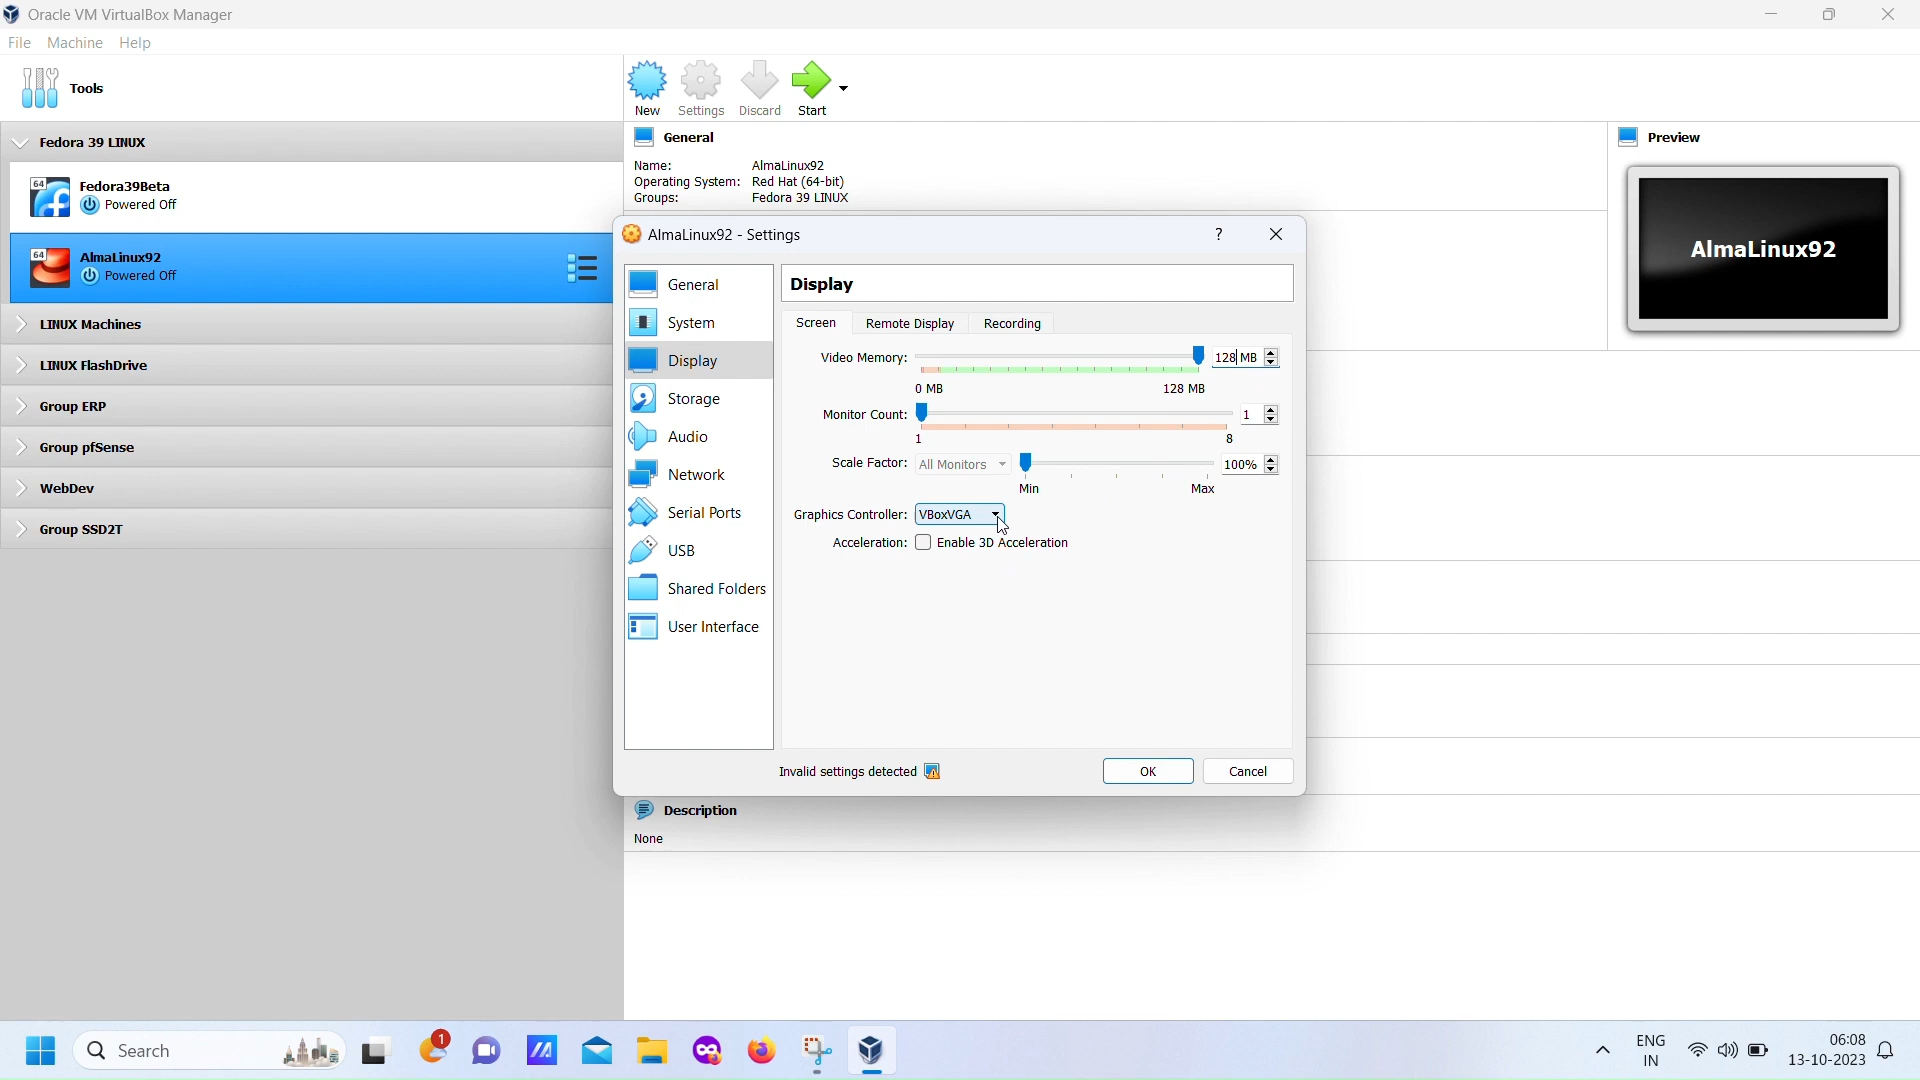 Oracle VM VirtualBox Manager
File Machine Help
Tools
New Settings Discard Start
Fedora 39 LINUX
64 Fedora39Beta
Powered Off
64 AlmaLinux92
Powered Off
LINUX Machines
LINUX FlashDrive
Group ERP
Group pfSense
WebDev
Group SSD2T
General
Name: AlmaLinux92
Operating System: Red Hat (64-bit)
Groups: Fedora 39 LINUX
Preview
AlmaLinux92
AlmaLinux92 - Settings ?
General
System
Display
Storage
Audio
Network
Serial Ports
USB
Shared Folders
User Interface
Display
Screen Remote Display Recording
Video Memory: 128 MB
0 MB 128 MB
Monitor Count: 1
1 8
Scale Factor: All Monitors 100%
Min Max
Graphics Controller: VBoxVGA
Acceleration: Enable 3D Acceleration
Invalid settings detected OK Cancel
Description
None
Search
1
ENG
IN
06:08
13-10-2023